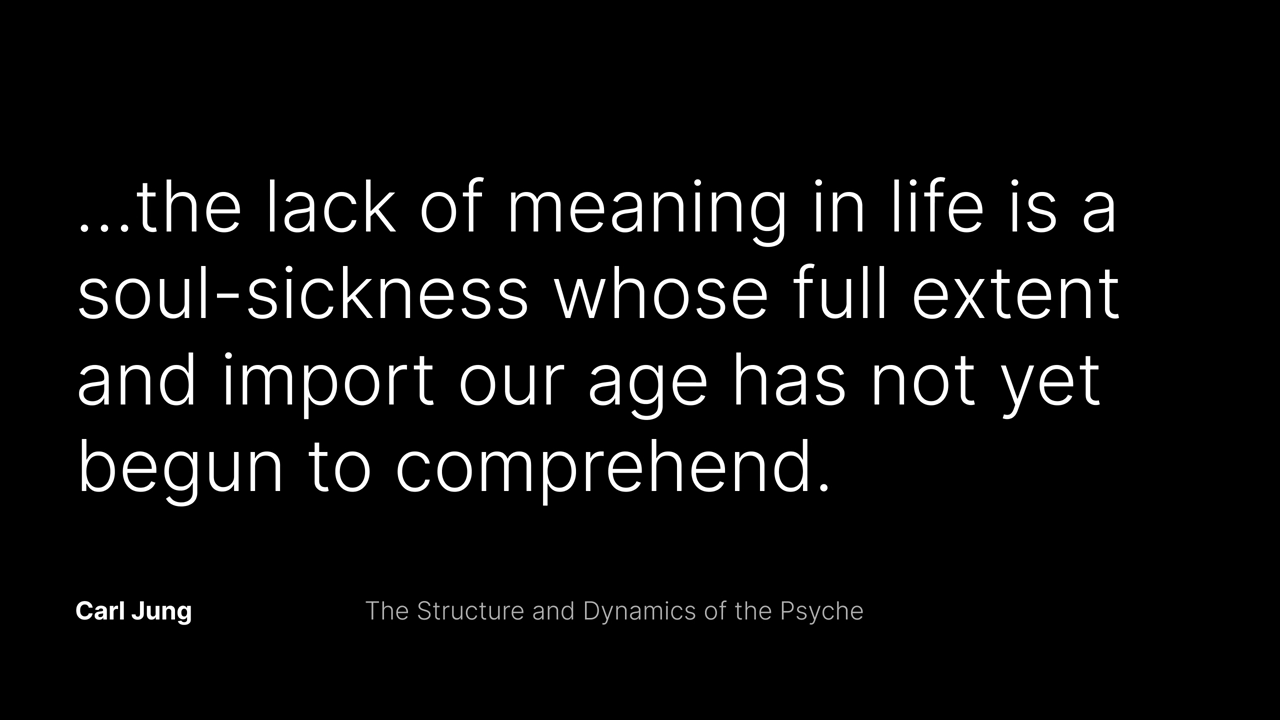 ...the lack of meaning in life is a
soul-sickness whose full extent
and import our age has not yet
begun to comprehend.
Carl Jung The Structure and Dynamics of the Psyche